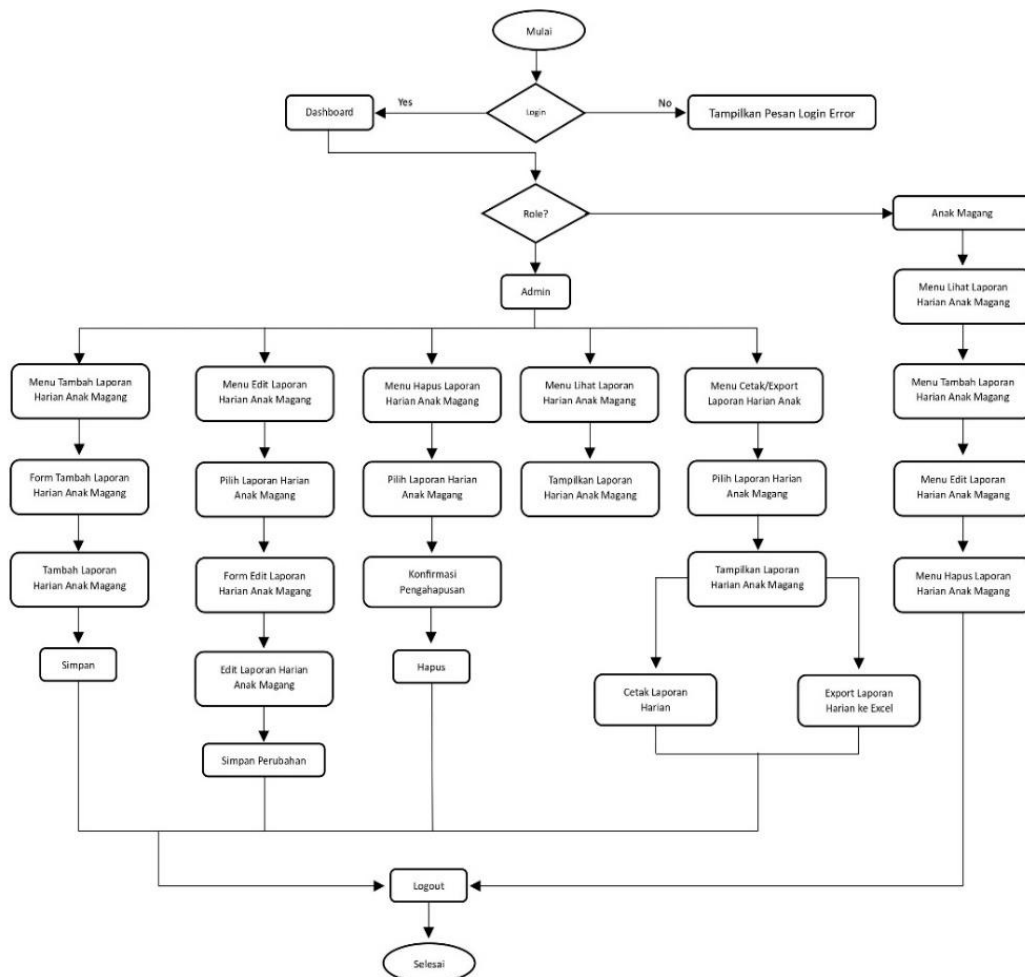 Mulai
Login
Yes
No
Dashboard
Tampilkan Pesan Login Error
Role?
Anak Magang
Admin
Menu Lihat Laporan
Harian Anak Magang
Menu Tambah Laporan
Harian Anak Magang
Menu Edit Laporan
Harian Anak Magang
Menu Hapus Laporan
Harian Anak Magang
Menu Lihat Laporan
Harian Anak Magang
Menu Cetak/Export
Laporan Harian Anak
Menu Tambah Laporan
Harian Anak Magang
Form Tambah Laporan
Harian Anak Magang
Pilih Laporan Harian
Anak Magang
Pilih Laporan Harian
Anak Magang
Tampilkan Laporan
Harian Anak Magang
Pilih Laporan Harian
Anak Magang
Menu Edit Laporan
Harian Anak Magang
Tambah Laporan
Harian Anak Magang
Form Edit Laporan
Harian Anak Magang
Konfirmasi
Pengahapusan
Tampilkan Laporan
Harian Anak Magang
Menu Hapus Laporan
Harian Anak Magang
Simpan
Edit Laporan Harian
Anak Magang
Hapus
Cetak Laporan
Harian
Export Laporan
Harian ke Excel
Simpan Perubahan
Logout
Selesai